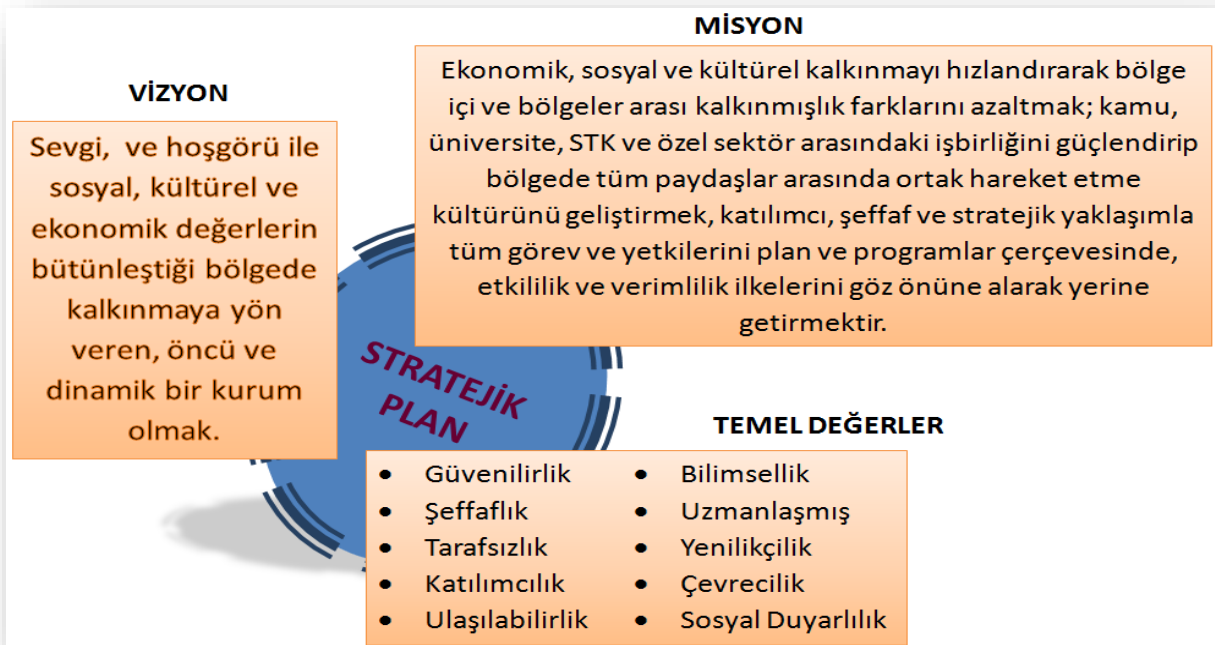 VİZYON
Sevgi,  ve hoşgörü ile
sosyal, kültürel ve
ekonomik değerlerin
bütünleştiği bölgede
kalkınmaya yön
veren, öncü ve
dinamik bir kurum
olmak.
MİSYON
Ekonomik, sosyal ve kültürel kalkınmayı hızlandırarak bölge
içi ve bölgeler arası kalkınmışlık farklarını azaltmak; kamu,
üniversite, STK ve özel sektör arasındaki işbirliğini güçlendirip
bölgede tüm paydaşlar arasında ortak hareket etme
kültürünü geliştirmek, katılımcı, şeffaf ve stratejik yaklaşımla
tüm görev ve yetkilerini plan ve programlar çerçevesinde,
etkililik ve verimlilik ilkelerini göz önüne alarak yerine
getirmektir.
STRATEJİK
PLAN
TEMEL DEĞERLER
• Güvenilirlik
• Şeffaflık
• Tarafsızlık
• Katılımcılık
• Ulaşılabilirlik
• Bilimsellik
• Uzmanlaşmış
• Yenilikçilik
• Çevrecilik
• Sosyal Duyarlılık